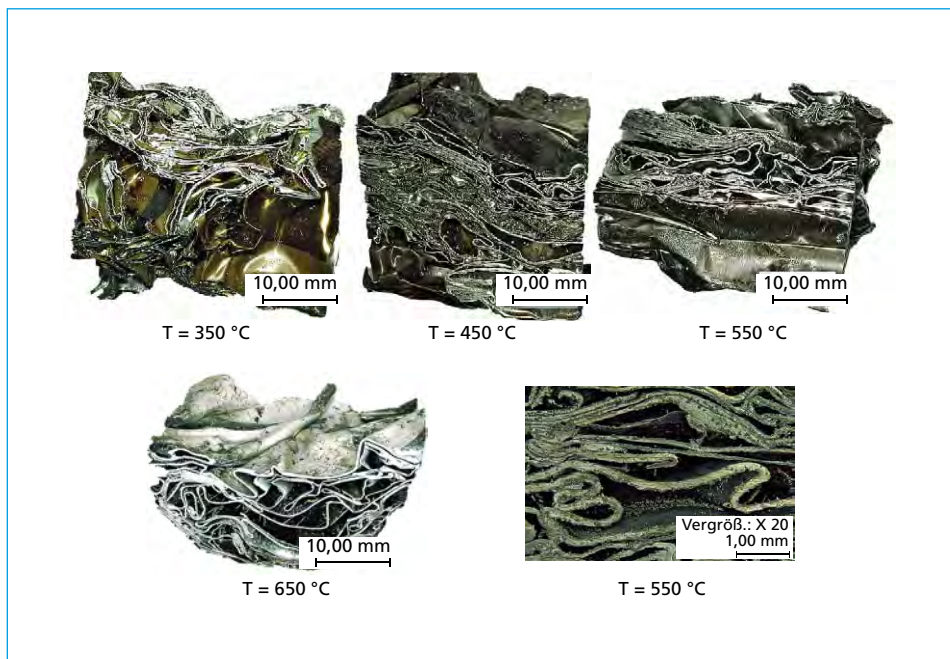 10,00 mm
10,00 mm
10,00 mm
T = 350 °C
T = 450 °C
T = 550 °C
10,00 mm
Vergröß.: X 20
1,00 mm
T = 650 °C
T = 550 °C